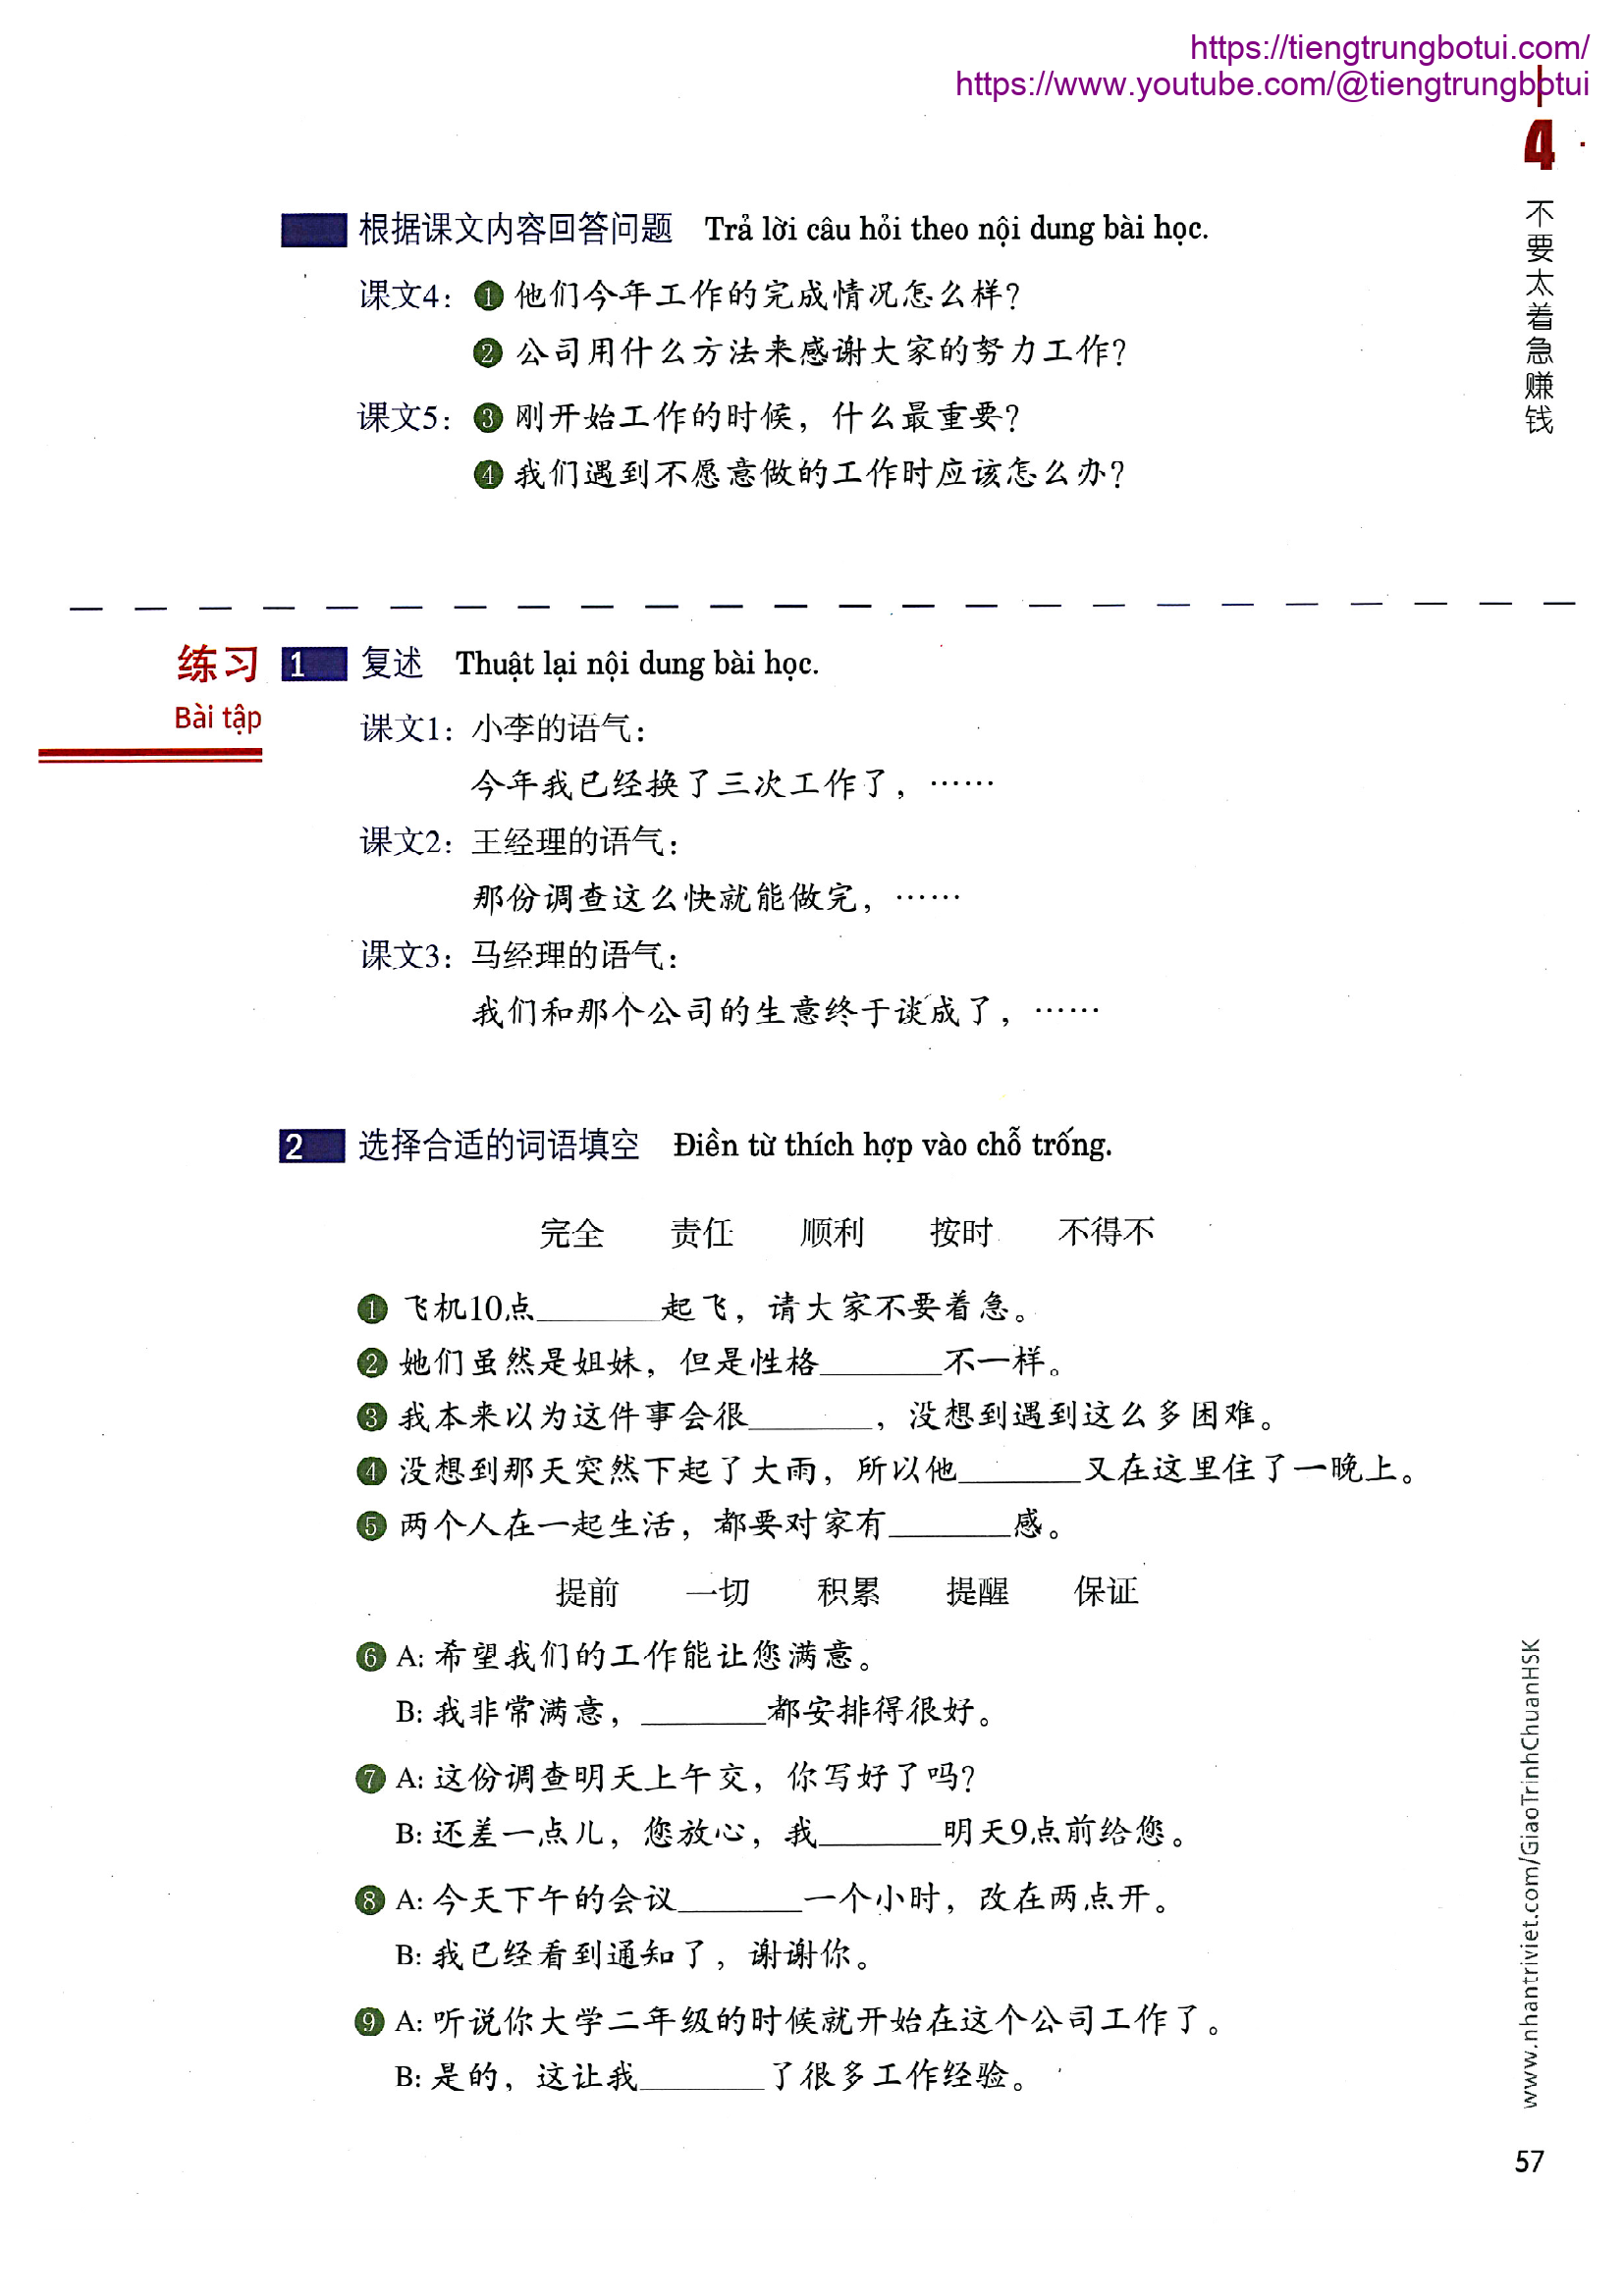 https://tiengtrungbotui.com/
https://www.youtube.com/@tiengtrungbotui
4
不要太着急赚钱
根据课文内容回答问题 Trả lời câu hỏi theo nội dung bài học.
课文4：❶ 他们今年工作的完成情况怎么样？
❷ 公司用什么方法来感谢大家的努力工作？
课文5：❸ 刚开始工作的时候，什么最重要？
❹ 我们遇到不愿意做的工作时应该怎么办？
练习
Bài tập
1 复述 Thuật lại nội dung bài học.
课文1：小李的语气：
今年我已经换了三次工作了，……
课文2：王经理的语气：
那份调查这么快就能做完，……
课文3：马经理的语气：
我们和那个公司的生意终于谈成了，……
2 选择合适的词语填空 Điền từ thích hợp vào chỗ trống.
完全 责任 顺利 按时 不得不
❶ 飞机10点______起飞，请大家不要着急。
❷ 她们虽然是姐妹，但是性格______不一样。
❸ 我本来以为这件事会很______，没想到遇到这么多困难。
❹ 没想到那天突然下起了大雨，所以他______又在这里住了一晚上。
❺ 两个人在一起生活，都要对家有______感。
提前 一切 积累 提醒 保证
❻ A: 希望我们的工作能让您满意。
B: 我非常满意，______都安排得很好。
❼ A: 这份调查明天上午交，你写好了吗？
B: 还差一点儿，您放心，我______明天9点前给您。
❽ A: 今天下午的会议______一个小时，改在两点开。
B: 我已经看到通知了，谢谢你。
❾ A: 听说你大学二年级的时候就开始在这个公司工作了。
B: 是的，这让我______了很多工作经验。
www.nhantriviet.com/GiaoTrinhChuanHSK
57